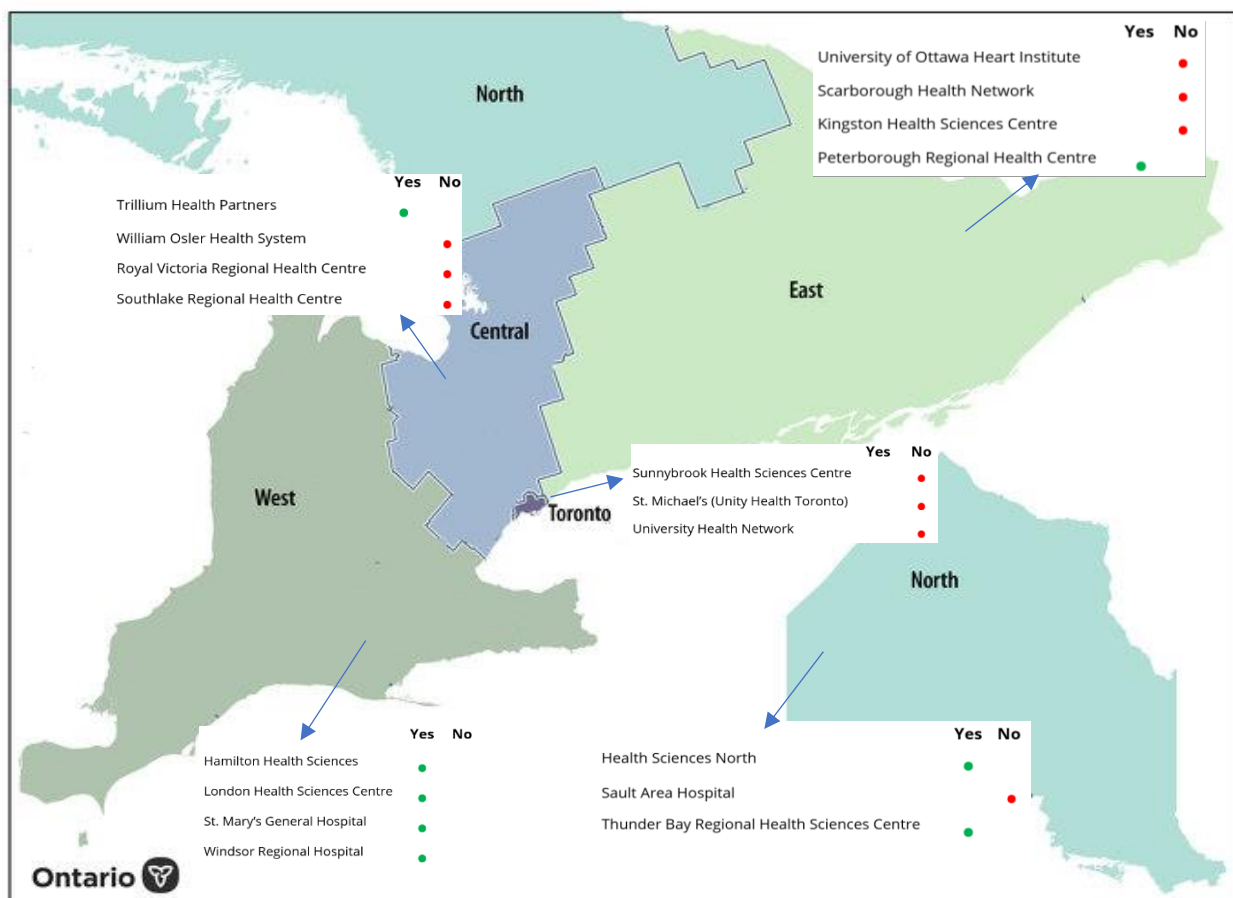 Yes No
University of Ottawa Heart Institute
Scarborough Health Network
Kingston Health Sciences Centre
Peterborough Regional Health Centre
North
Yes No
Trillium Health Partners
William Osler Health System
Royal Victoria Regional Health Centre
Southlake Regional Health Centre
East
Central
Yes No
Sunnybrook Health Sciences Centre
St. Michael's (Unity Health Toronto)
University Health Network
West
Toronto
North
Yes No
Hamilton Health Sciences
London Health Sciences Centre
St. Mary's General Hospital
Windsor Regional Hospital
Yes No
Health Sciences North
Sault Area Hospital
Thunder Bay Regional Health Sciences Centre
Ontario